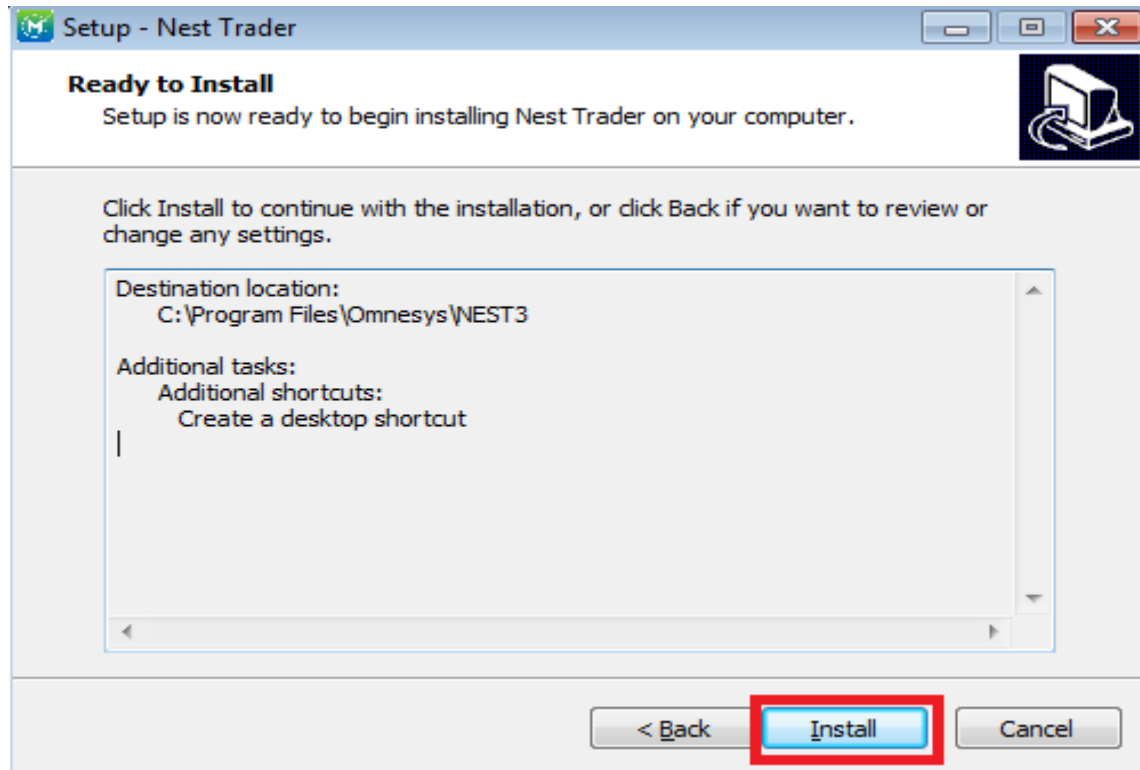 Setup - Nest Trader
Ready to Install
Setup is now ready to begin installing Nest Trader on your computer.
Click Install to continue with the installation, or click Back if you want to review or
change any settings.
Destination location:
C:\Program Files\Omnesys\NEST3
Additional tasks:
Additional shortcuts:
Create a desktop shortcut
< Back
Install
Cancel